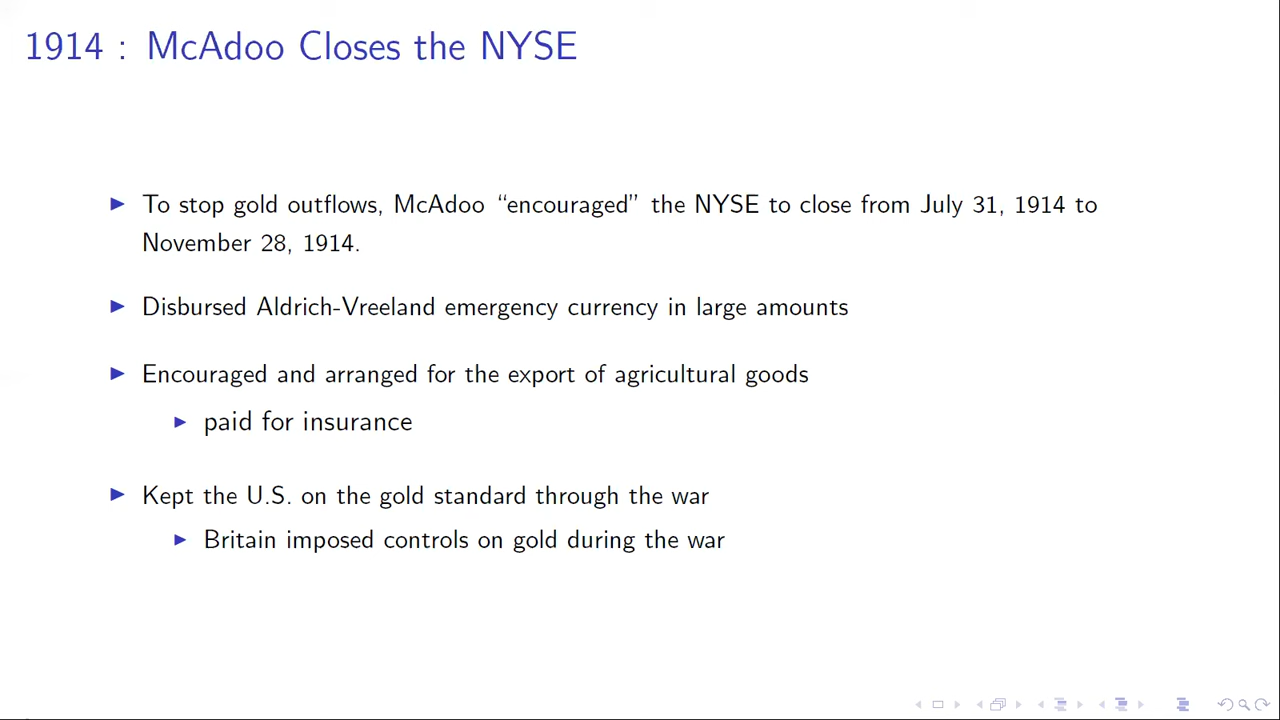 1914 : McAdoo Closes the NYSE
To stop gold outflows, McAdoo “encouraged” the NYSE to close from July 31, 1914 to
November 28, 1914.
Disbursed Aldrich-Vreeland emergency currency in large amounts
Encouraged and arranged for the export of agricultural goods
paid for insurance
Kept the U.S. on the gold standard through the war
Britain imposed controls on gold during the war